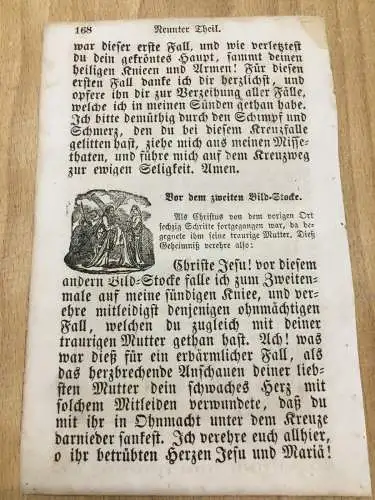 168 Neunter Theil.
war dieser erste Fall, und wie verletztest
du dein gekröntes Haupt, sammt deinen
heiligen Knieen und Armen! Für diesen
ersten Fall danke ich dir herzlichst, und
opfere ihn dir zur Verzeihung aller Fälle,
welche ich in meinen Sünden gethan habe.
Ich bitte demüthig durch den Schimpf und
Schmerz, den du bei diesem Kreuzfalle
gelitten hast, ziehe mich aus meinen Misse-
thaten, und führe mich auf dem Kreuzweg
zur ewigen Seligkeit. Amen.
Vor dem zweiten Bild-Stocke.
Als Christus von dem vorigen Ort
sechzig Schritte fortgegangen war, da be-
gegnete ihm seine traurige Mutter. Dieß
Geheimniß verehre also:
Christe Jesu! vor diesem
andern Bild-Stocke falle ich zum Zweiten-
male auf meine sündigen Kniee, und ver-
ehre mitleidigst denjenigen ohnmächtigen
Fall, welchen du zugleich mit deiner
traurigen Mutter gethan hast. Ach! was
war dieß für ein erbärmlicher Fall, als
das herzbrechende Anschauen deiner lieb-
sten Mutter dein schwaches Herz mit
solchem Mitleiden verwundete, daß du
mit ihr in Ohnmacht unter dem Kreuze
darnieder sankest. Ich verehre euch allhier,
o ihr betrübten Herzen Jesu und Mariä!